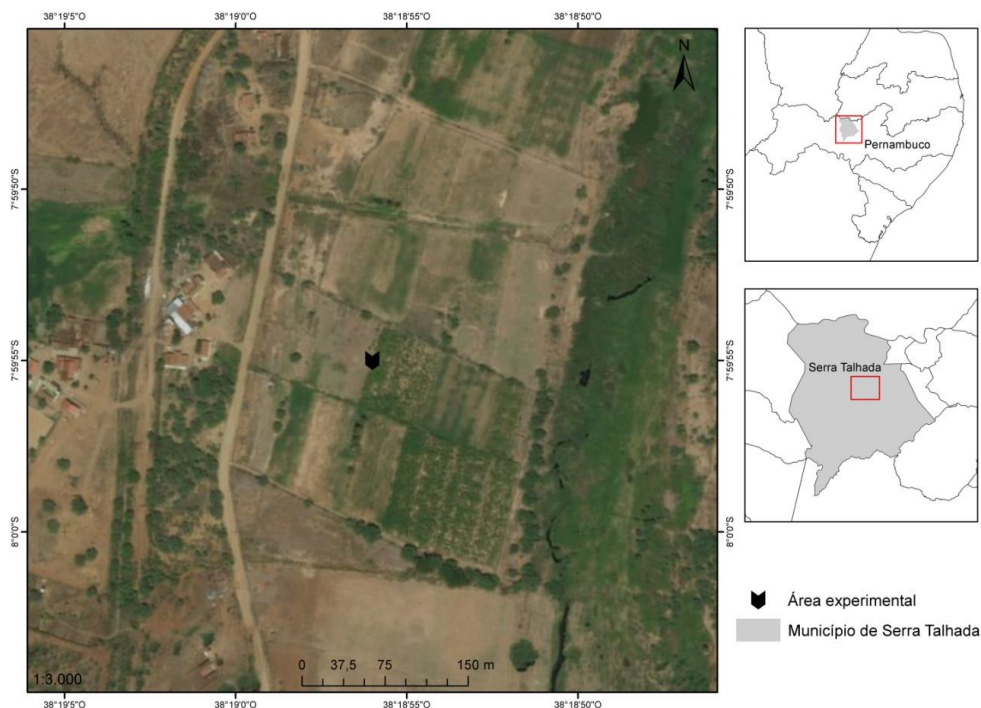 38°19'5"O
38°19'0"O
38°18'55"O
38°18'50"O
N
7°59'50"S
7°59'50"S
7°59'55"S
7°59'55"S
8°0'0"S
8°0'0"S
0 37,5 75 150 m
1:3.000
38°19'5"O
38°19'0"O
38°18'55"O
38°18'50"O
Pernambuco
Serra Talhada
Área experimental
Município de Serra Talhada